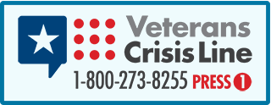 Veterans
Crisis Line
1-800-273-8255 PRESS 1